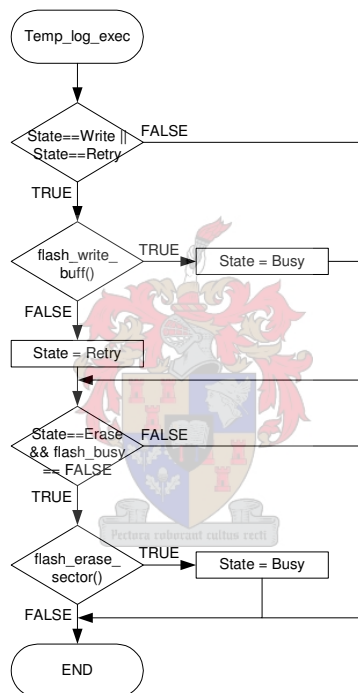 Temp_log_exec
State==Write ||
State==Retry
FALSE
TRUE
flash_write_
buff()
TRUE
State = Busy
FALSE
State = Retry
State==Erase
&& flash_busy
== FALSE
FALSE
TRUE
Pectora roborant cultus recti
flash_erase_
sector()
TRUE
State = Busy
FALSE
END